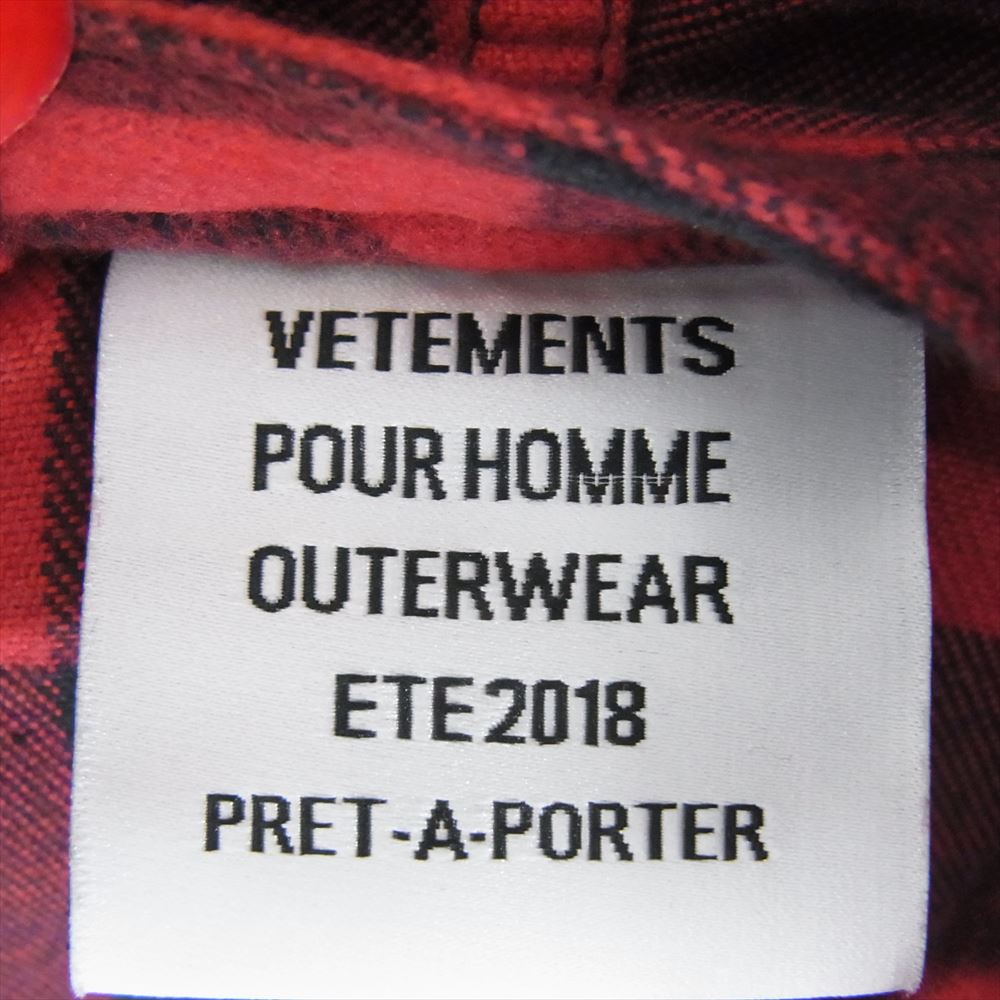 VETEMENTS
POUR HOMME
OUTERWEAR
ETE 2018
PRET-A-PORTER